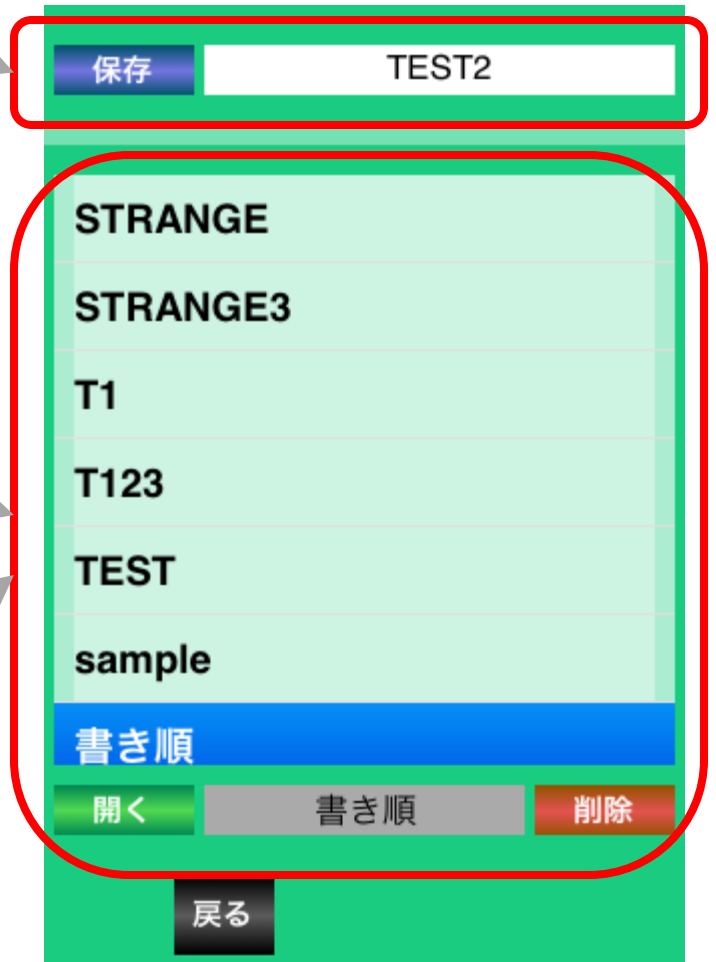 保存 TEST2
STRANGE
STRANGE3
T1
T123
TEST
sample
書き順
開く 書き順 削除
戻る